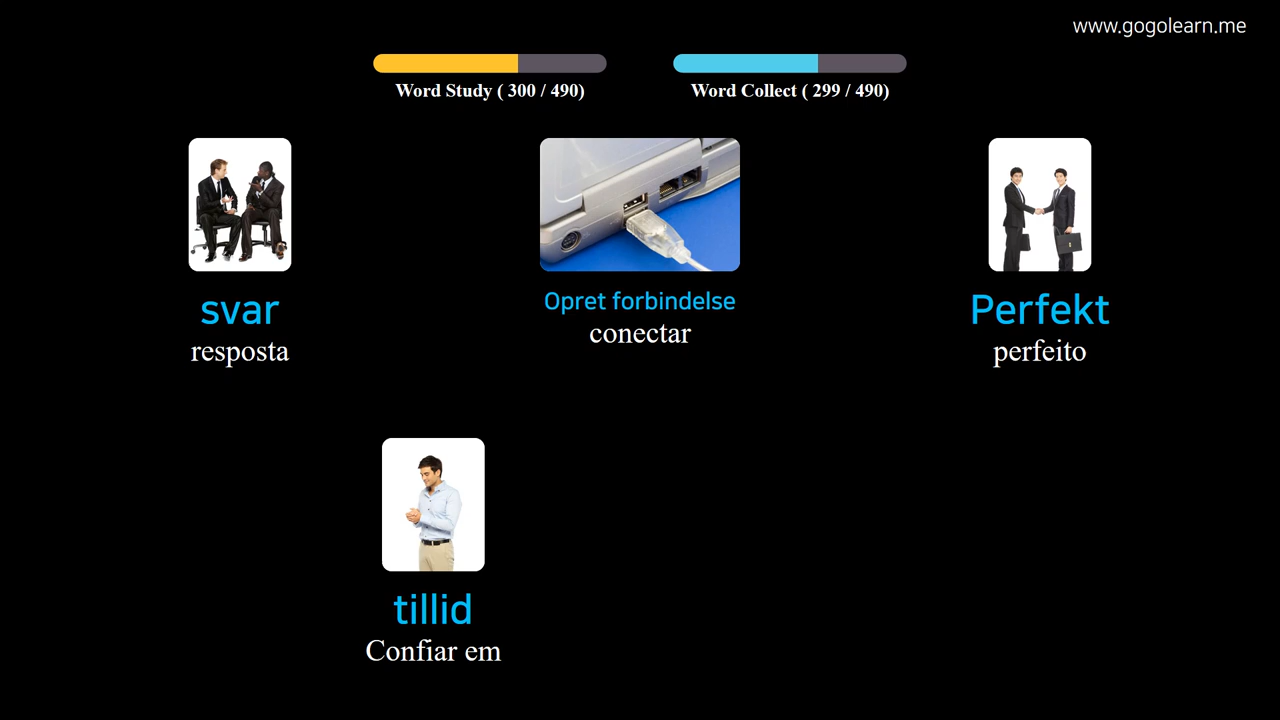 www.gogolearn.me
Word Study ( 300 / 490)
Word Collect ( 299 / 490)
svar
resposta
Opret forbindelse
conectar
Perfekt
perfeito
tillid
Confiar em